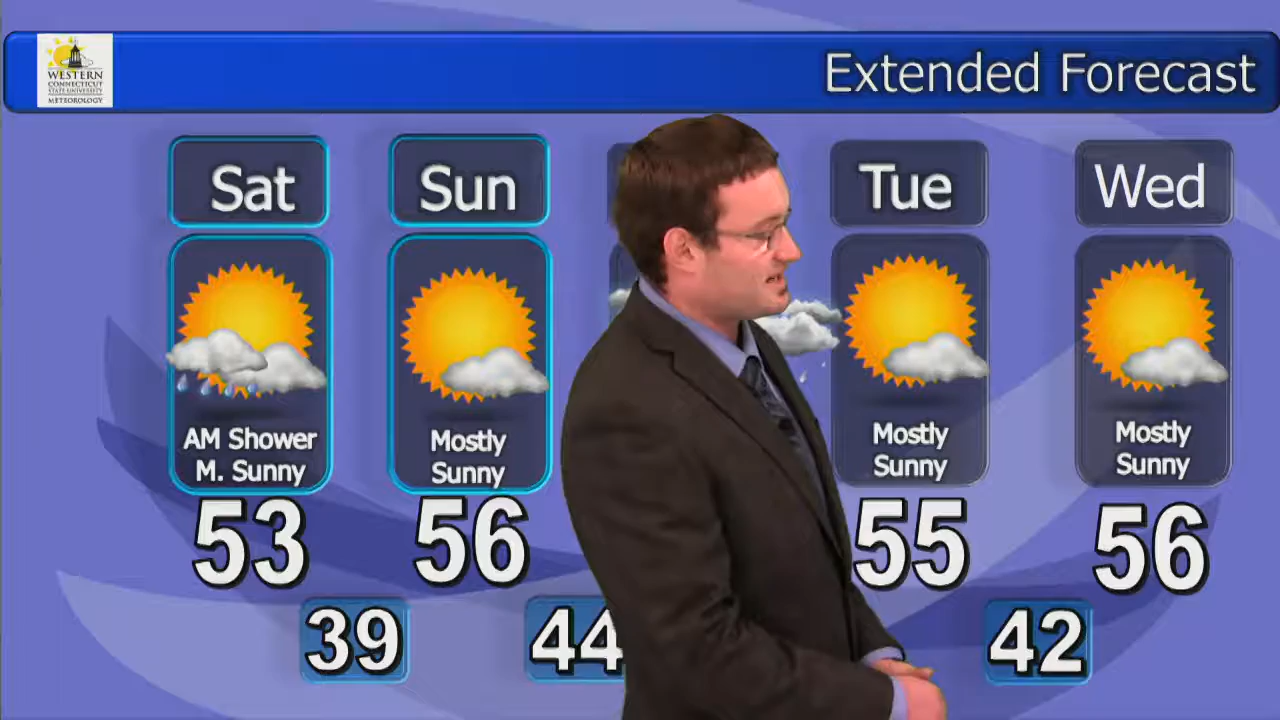 WESTERN
CONNECTICUT
STATE UNIVERSITY
METEOROLOGY
Extended Forecast
Sat
Sun
Tue
Wed
AM Shower
M. Sunny
Mostly
Sunny
Mostly
Sunny
Mostly
Sunny
53
56
55
56
39
44
42